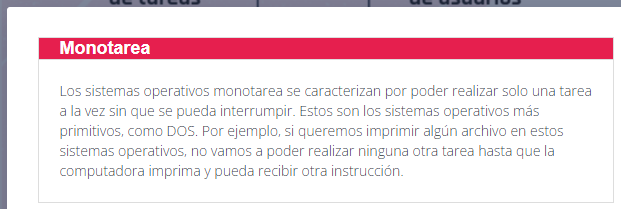 de tareas de usuarios
Monotarea
Los sistemas operativos monotarea se caracterizan por poder realizar solo una tarea
a la vez sin que se pueda interrumpir. Estos son los sistemas operativos más
primitivos, como DOS. Por ejemplo, si queremos imprimir algún archivo en estos
sistemas operativos, no vamos a poder realizar ninguna otra tarea hasta que la
computadora imprima y pueda recibir otra instrucción.